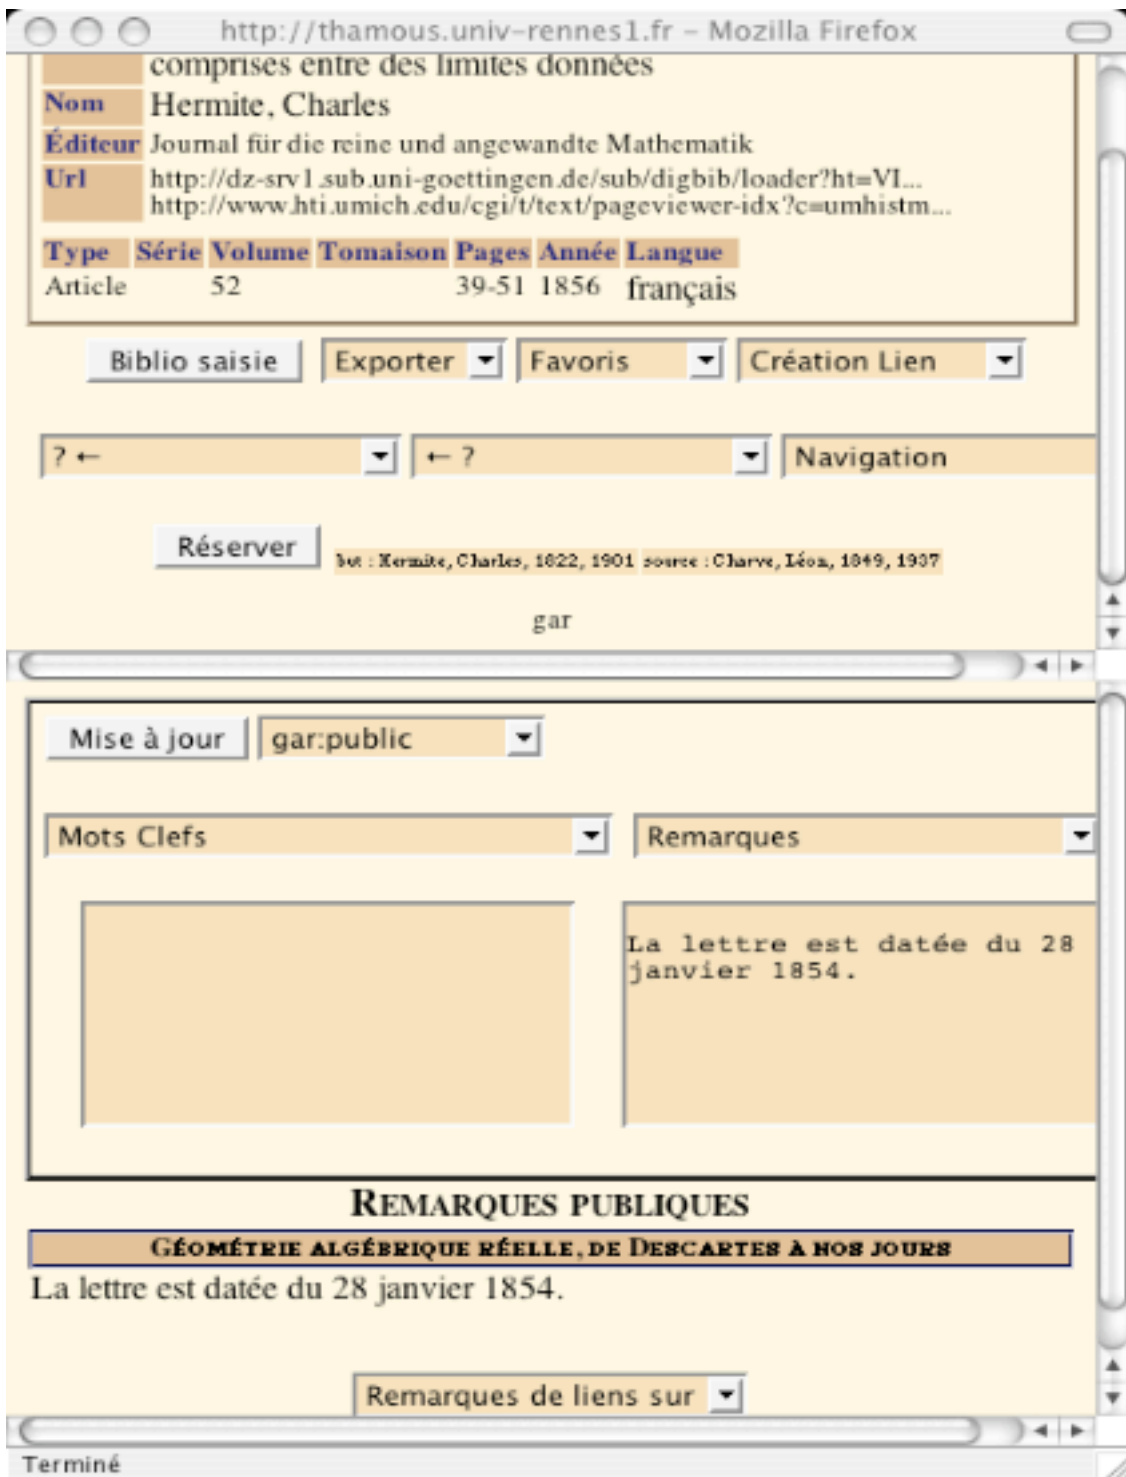 http://thamous.univ-rennes1.fr – Mozilla Firefox
comprises entre des limites données
Nom Hermite, Charles
Éditeur Journal für die reine und angewandte Mathematik
Url http://dz-srv1.sub.uni-goettingen.de/sub/digbib/loader?ht=VI...
http://www.hti.umich.edu/cgi/t/text/pageviewer-idx?c=umhistm...
Type Série Volume Tomaison Pages Année Langue
Article 52 39-51 1856 français
Biblio saisie Exporter Favoris Création Lien
? ← ← ? Navigation
Réserver but : Hermite, Charles, 1822, 1901 source : Charve, Léon, 1849, 1937
gar
Mise à jour gar:public
Mots Clefs Remarques
La lettre est datée du 28
janvier 1854.
REMARQUES PUBLIQUES
GÉOMÉTRIE ALGÉBRIQUE RÉELLE, DE DESCARTES À NOS JOURS
La lettre est datée du 28 janvier 1854.
Remarques de liens sur
Terminé